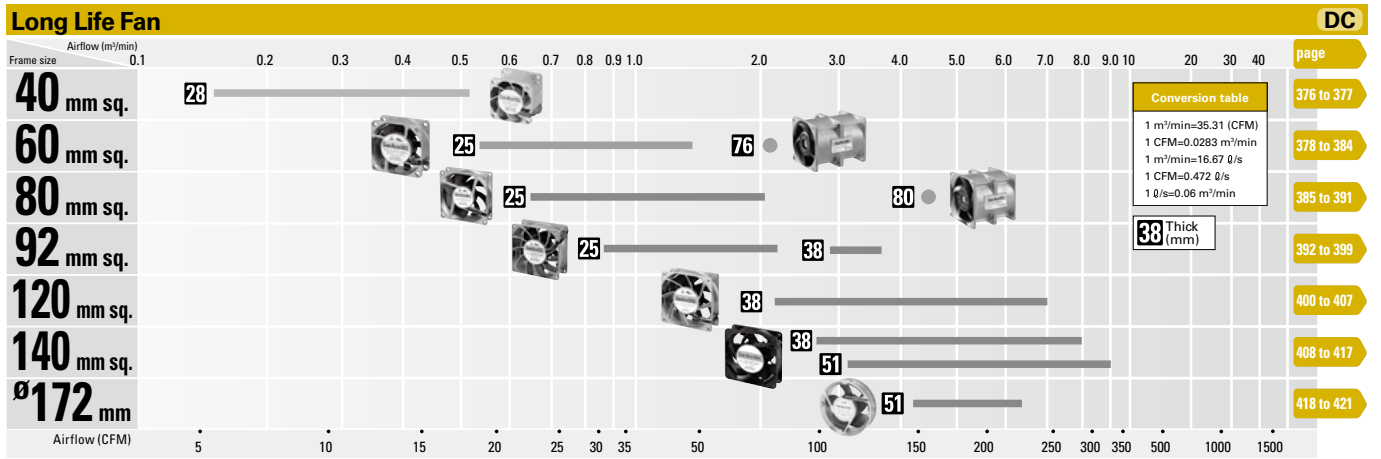 Long Life Fan DC
Airflow (m³/min)
Frame size 0.1 0.2 0.3 0.4 0.5 0.6 0.7 0.8 0.9 1.0 2.0 3.0 4.0 5.0 6.0 7.0 8.0 9.0 10 20 30 40 page
40 mm sq. 28 376 to 377
60 mm sq. 25 76 378 to 384
80 mm sq. 25 80 385 to 391
92 mm sq. 25 38 392 to 399
120 mm sq. 38 400 to 407
140 mm sq. 38 408 to 417
51
ø172 mm 51 418 to 421
Conversion table
1 m³/min=35.31 (CFM)
1 CFM=0.0283 m³/min
1 m³/min=16.67 ℓ/s
1 CFM=0.472 ℓ/s
1 ℓ/s=0.06 m³/min
38 Thick
(mm)
Airflow (CFM) 5 10 15 20 25 30 35 50 100 150 200 250 300 350 500 1000 1500